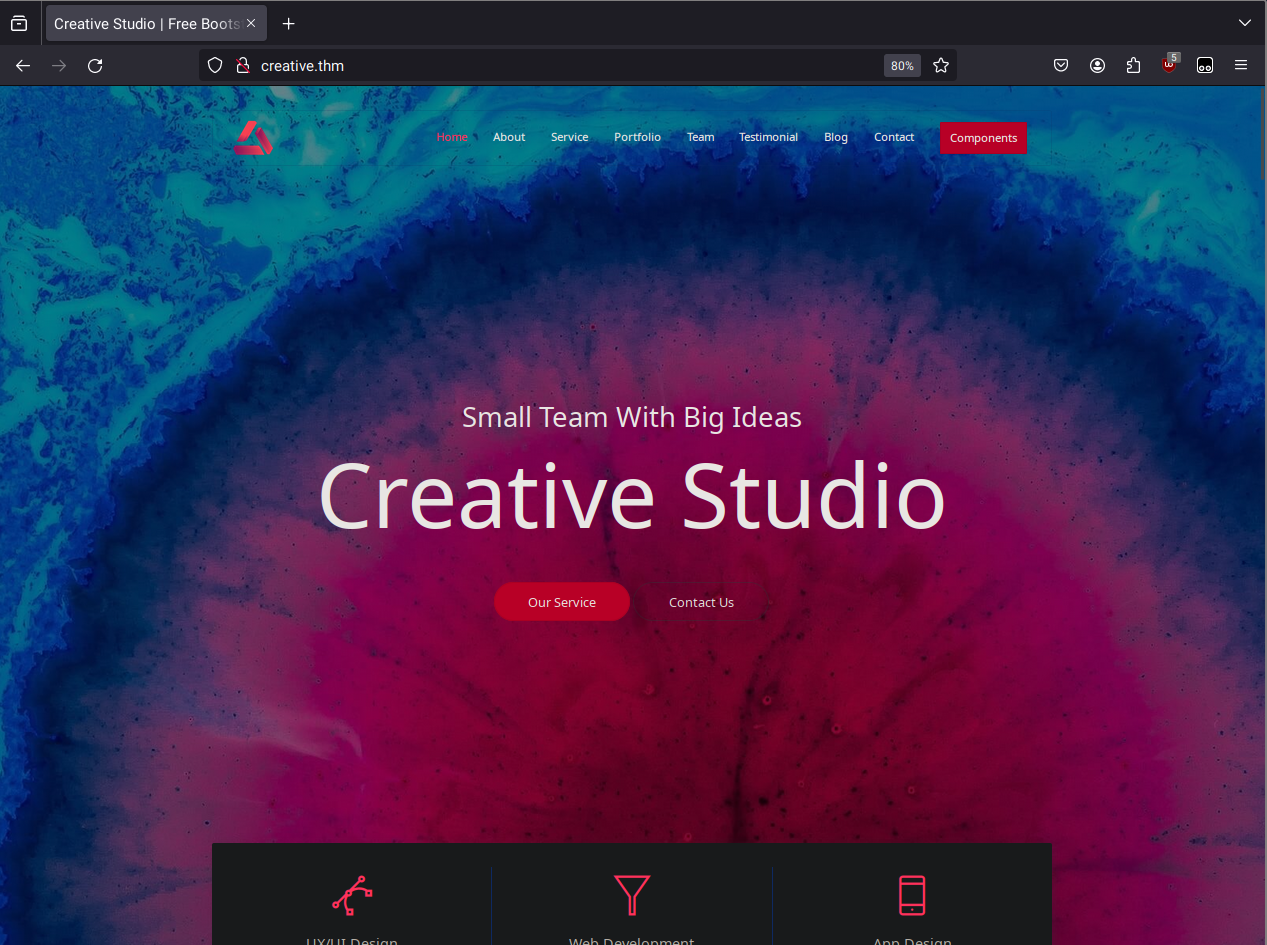 Creative Studio | Free Boots
creative.thm
80%
5
Home About Service Portfolio Team Testimonial Blog Contact Components
Small Team With Big Ideas
Creative Studio
Our Service Contact Us
UX/UI Design Web Development App Design